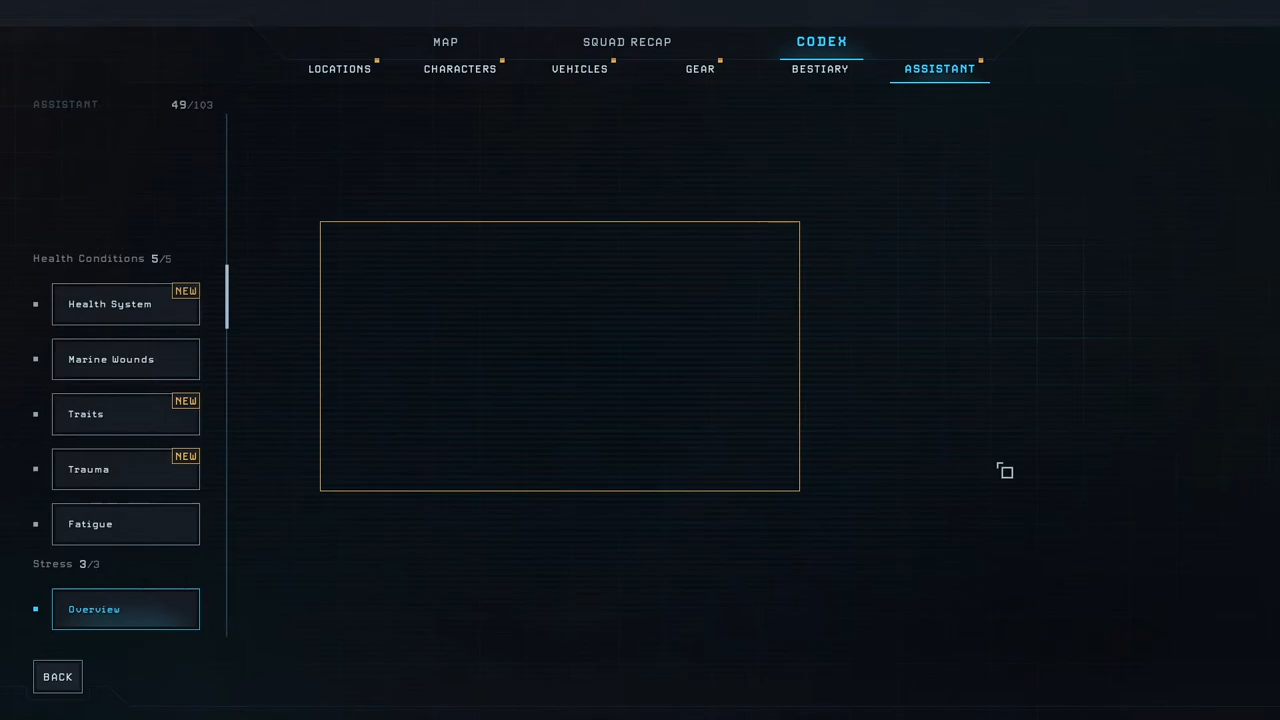 MAP
SQUAD RECAP
CODEX
LOCATIONS
CHARACTERS
VEHICLES
GEAR
BESTIARY
ASSISTANT
ASSISTANT 49/103
Health Conditions 5/5
NEW
Health System
Marine Wounds
NEW
Traits
NEW
Trauma
Fatigue
Stress 3/3
Overview
BACK